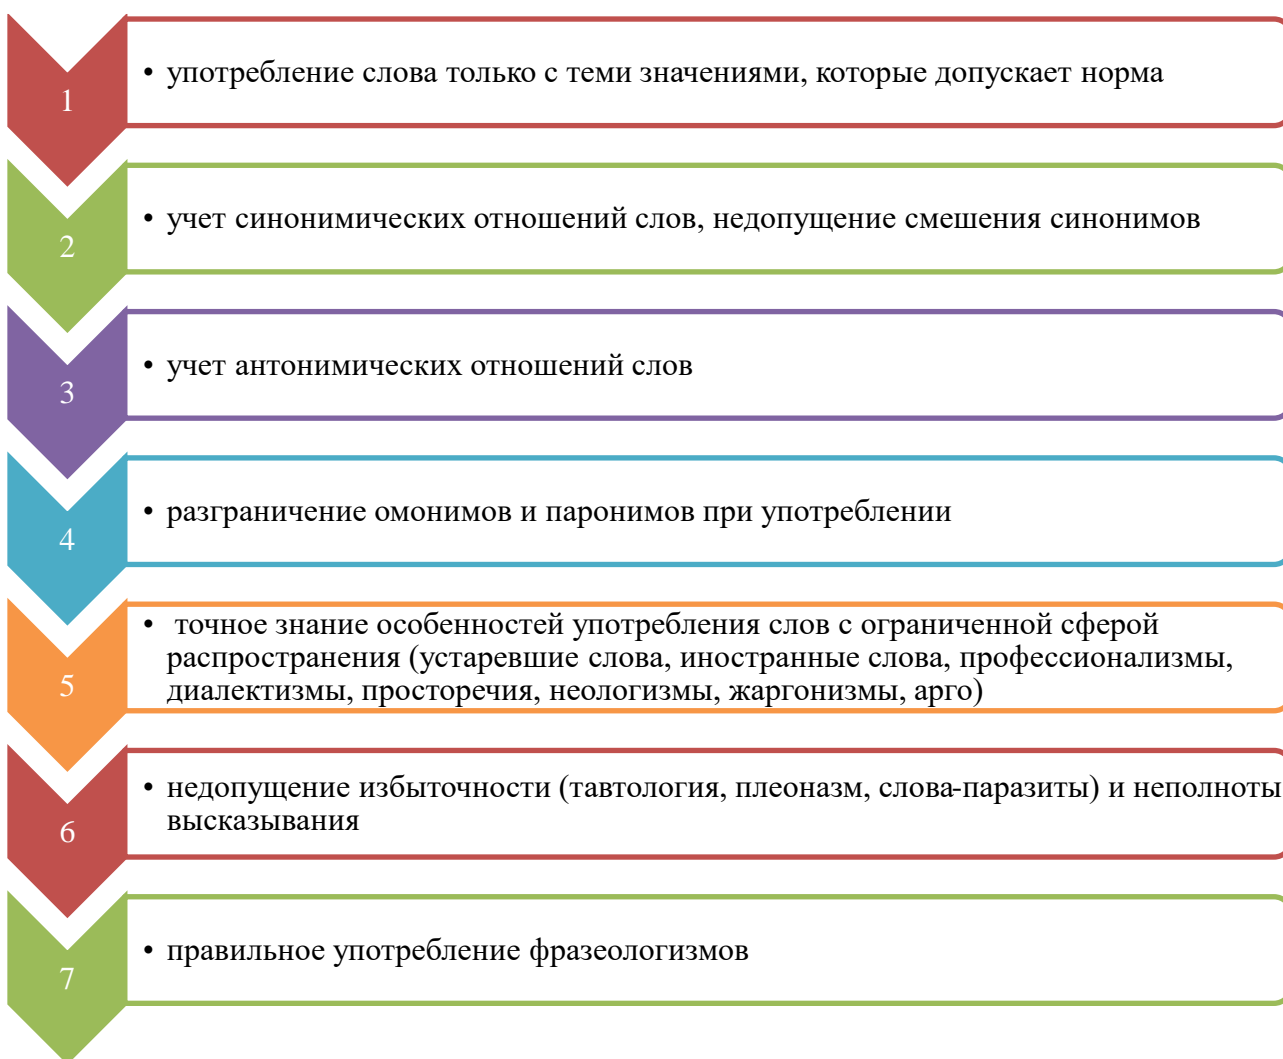 1
• употребление слова только с теми значениями, которые допускает норма
2
• учет синонимических отношений слов, недопущение смешения синонимов
3
• учет антонимических отношений слов
4
• разграничение омонимов и паронимов при употреблении
5
• точное знание особенностей употребления слов с ограниченной сферой
распространения (устаревшие слова, иностранные слова, профессионализмы,
диалектизмы, просторечия, неологизмы, жаргонизмы, арго)
6
• недопущение избыточности (тавтология, плеоназм, слова-паразиты) и неполноты
высказывания
7
• правильное употребление фразеологизмов